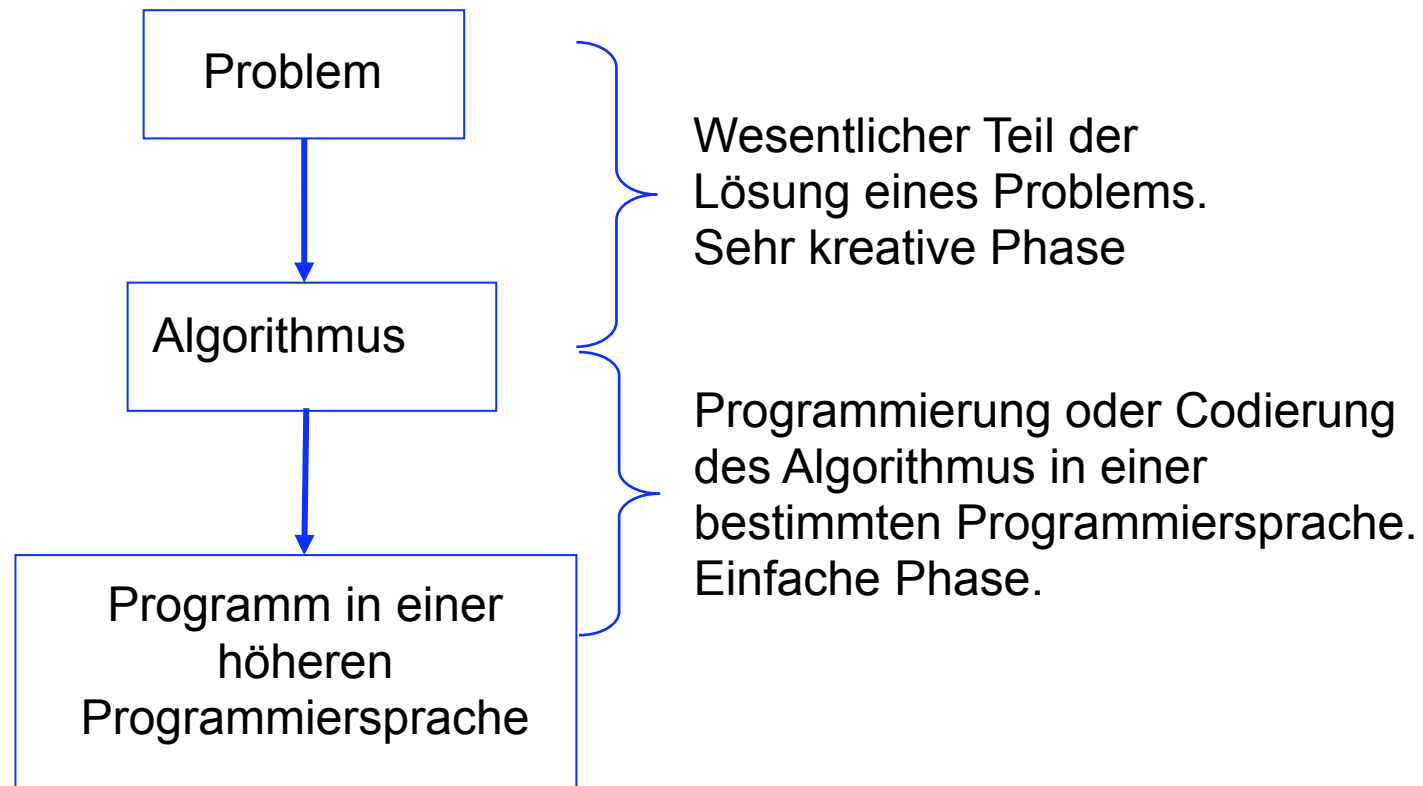 Problem
Wesentlicher Teil der
Lösung eines Problems.
Sehr kreative Phase
Algorithmus
Programmierung oder Codierung
des Algorithmus in einer
bestimmten Programmiersprache.
Einfache Phase.
Programm in einer
höheren
Programmiersprache